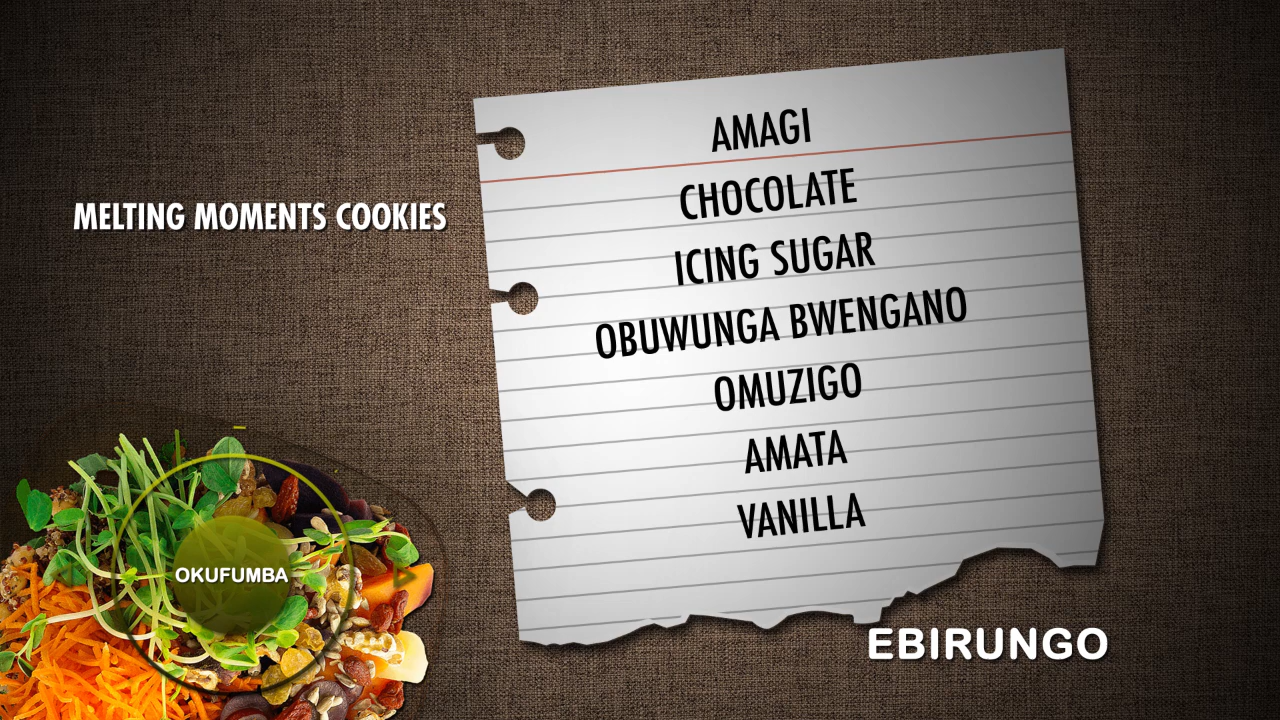 MELTING MOMENTS COOKIES
AMAGI
CHOCOLATE
ICING SUGAR
OBUWUNGA BWENGANO
OMUZIGO
AMATA
VANILLA
OKUFUMBA
EBIRUNGO